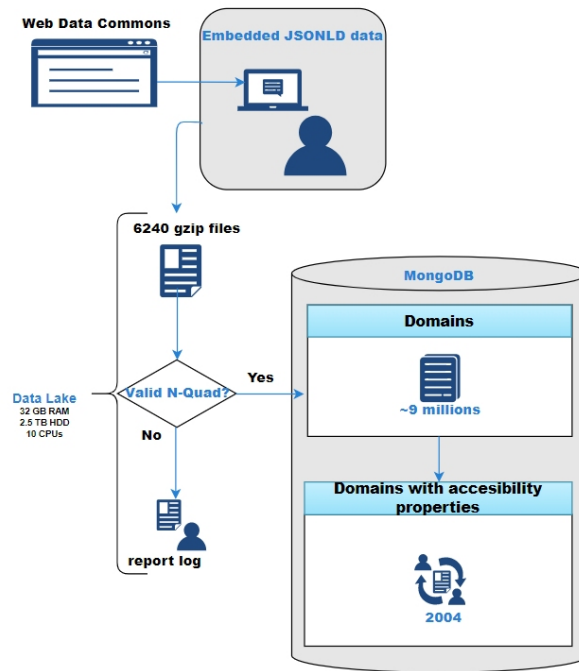 Web Data Commons
Embedded JSONLD data
6240 gzip files
MongoDB
Domains
~9 millions
Valid N-Quad?
Yes
No
Data Lake
32 GB RAM
2.5 TB HDD
10 CPUs
Domains with accesibility
properties
2004
report log